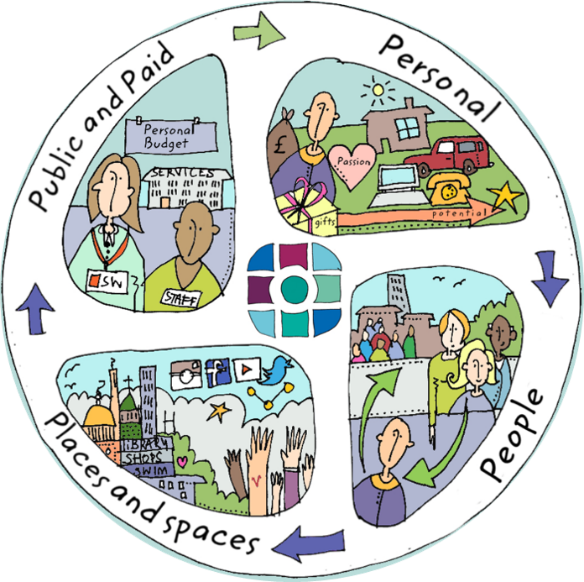 Personal
£
Passion
gifts
potential
People
Places and spaces
LIBRARY
SHOPS
SWIM
Public and Paid
Personal
Budget
SERVICES
SW
STAFF